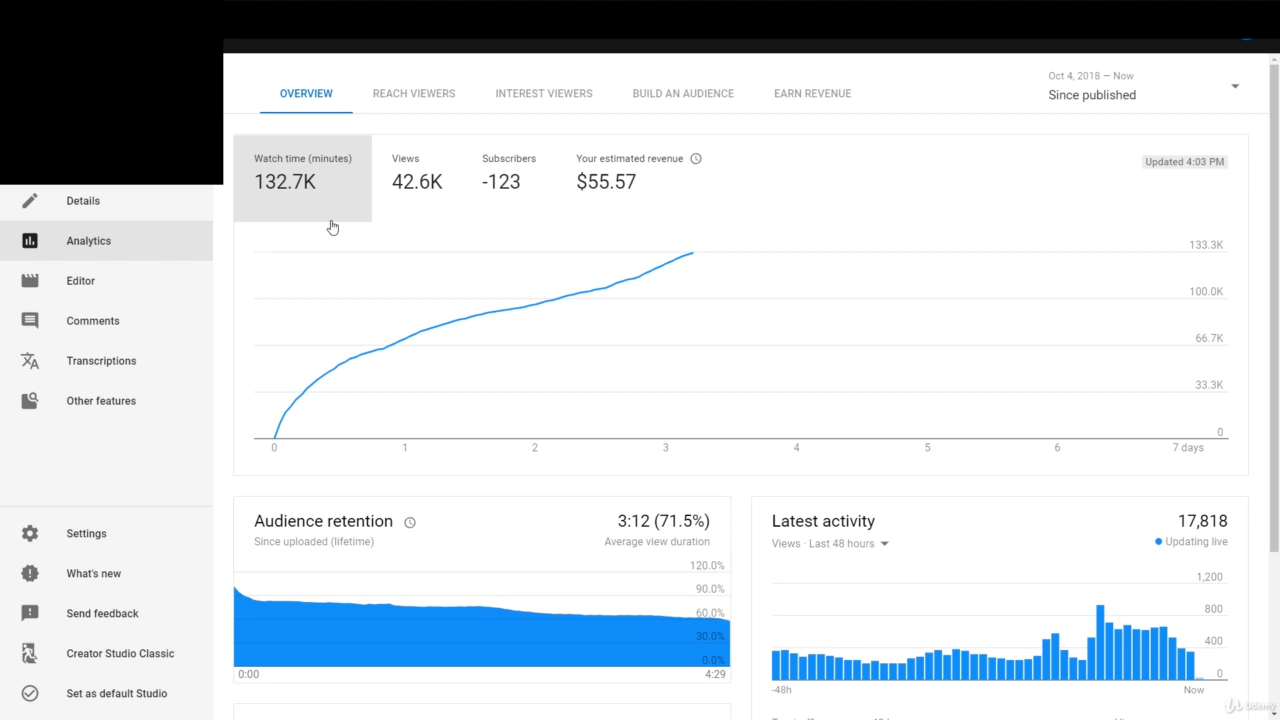 OVERVIEW REACH VIEWERS INTEREST VIEWERS BUILD AN AUDIENCE EARN REVENUE
Oct 4, 2018 – Now
Since published
Watch time (minutes)
132.7K
Views
42.6K
Subscribers
-123
Your estimated revenue
$55.57
Updated 4:03 PM
133.3K
100.0K
66.7K
33.3K
0
0 1 2 3 4 5 6 7 days
Details
Analytics
Editor
Comments
Transcriptions
Other features
Settings
What's new
Send feedback
Creator Studio Classic
Set as default Studio
Audience retention
Since uploaded (lifetime)
3:12 (71.5%)
Average view duration
120.0%
90.0%
60.0%
30.0%
0.0%
0:00 4:29
Latest activity
Views · Last 48 hours
17,818
Updating live
1,200
800
400
0
-48h Now
Udemy